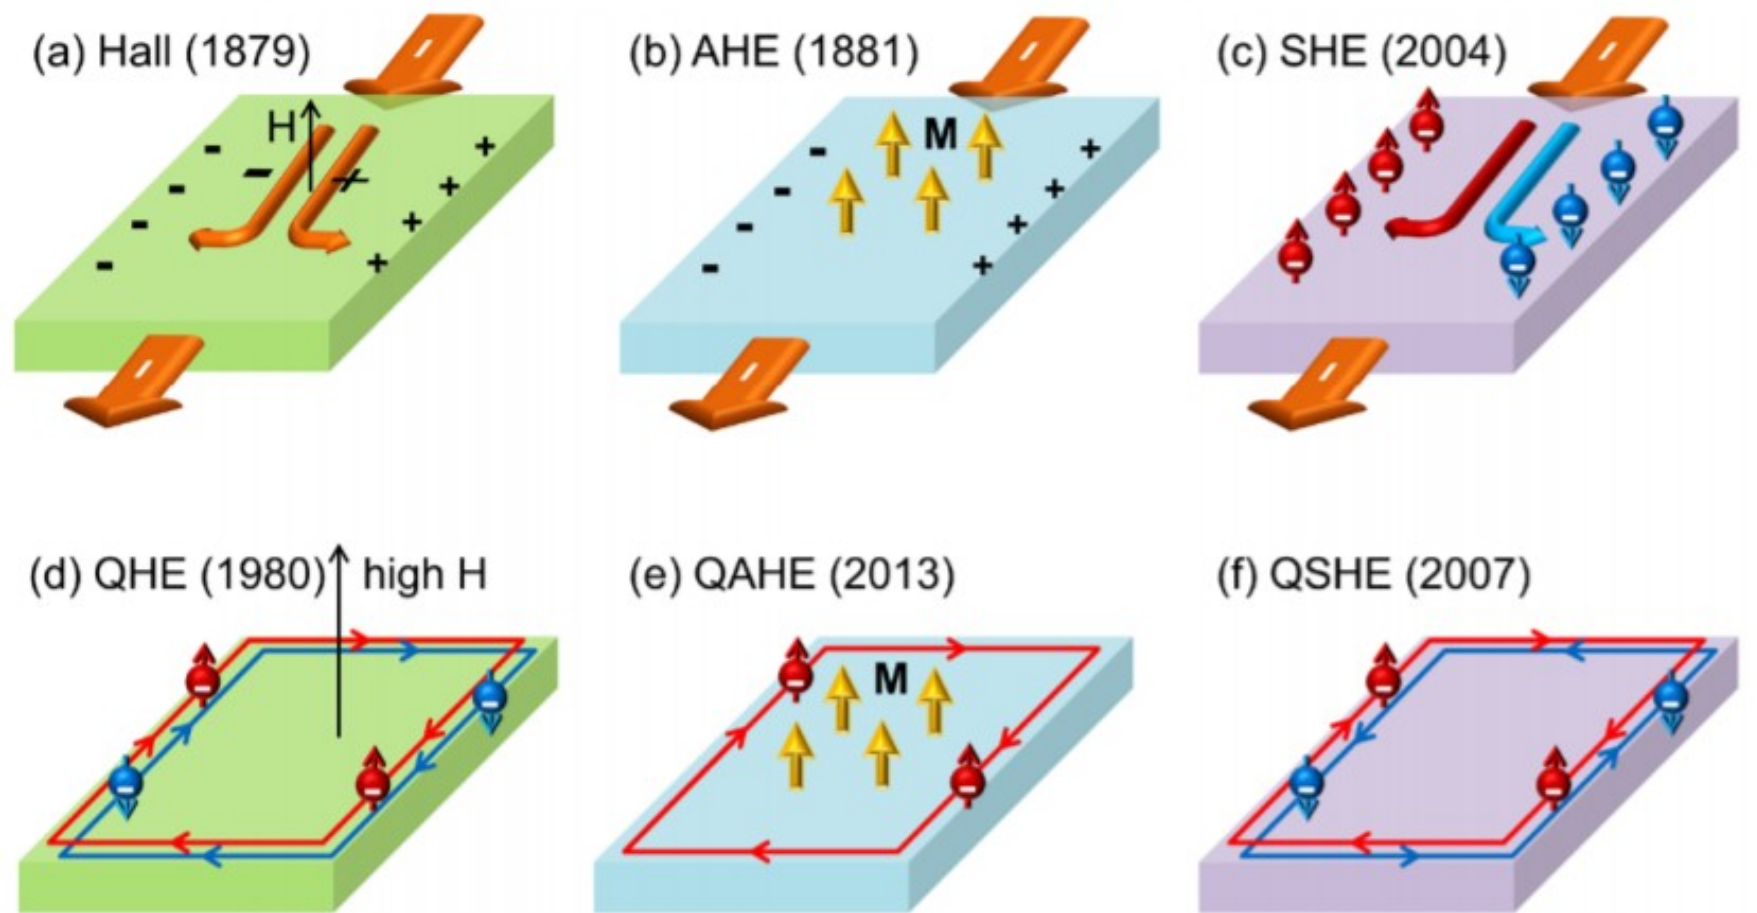 (a) Hall (1879)
H
(b) AHE (1881)
M
(c) SHE (2004)
(d) QHE (1980)
high H
(e) QAHE (2013)
M
(f) QSHE (2007)